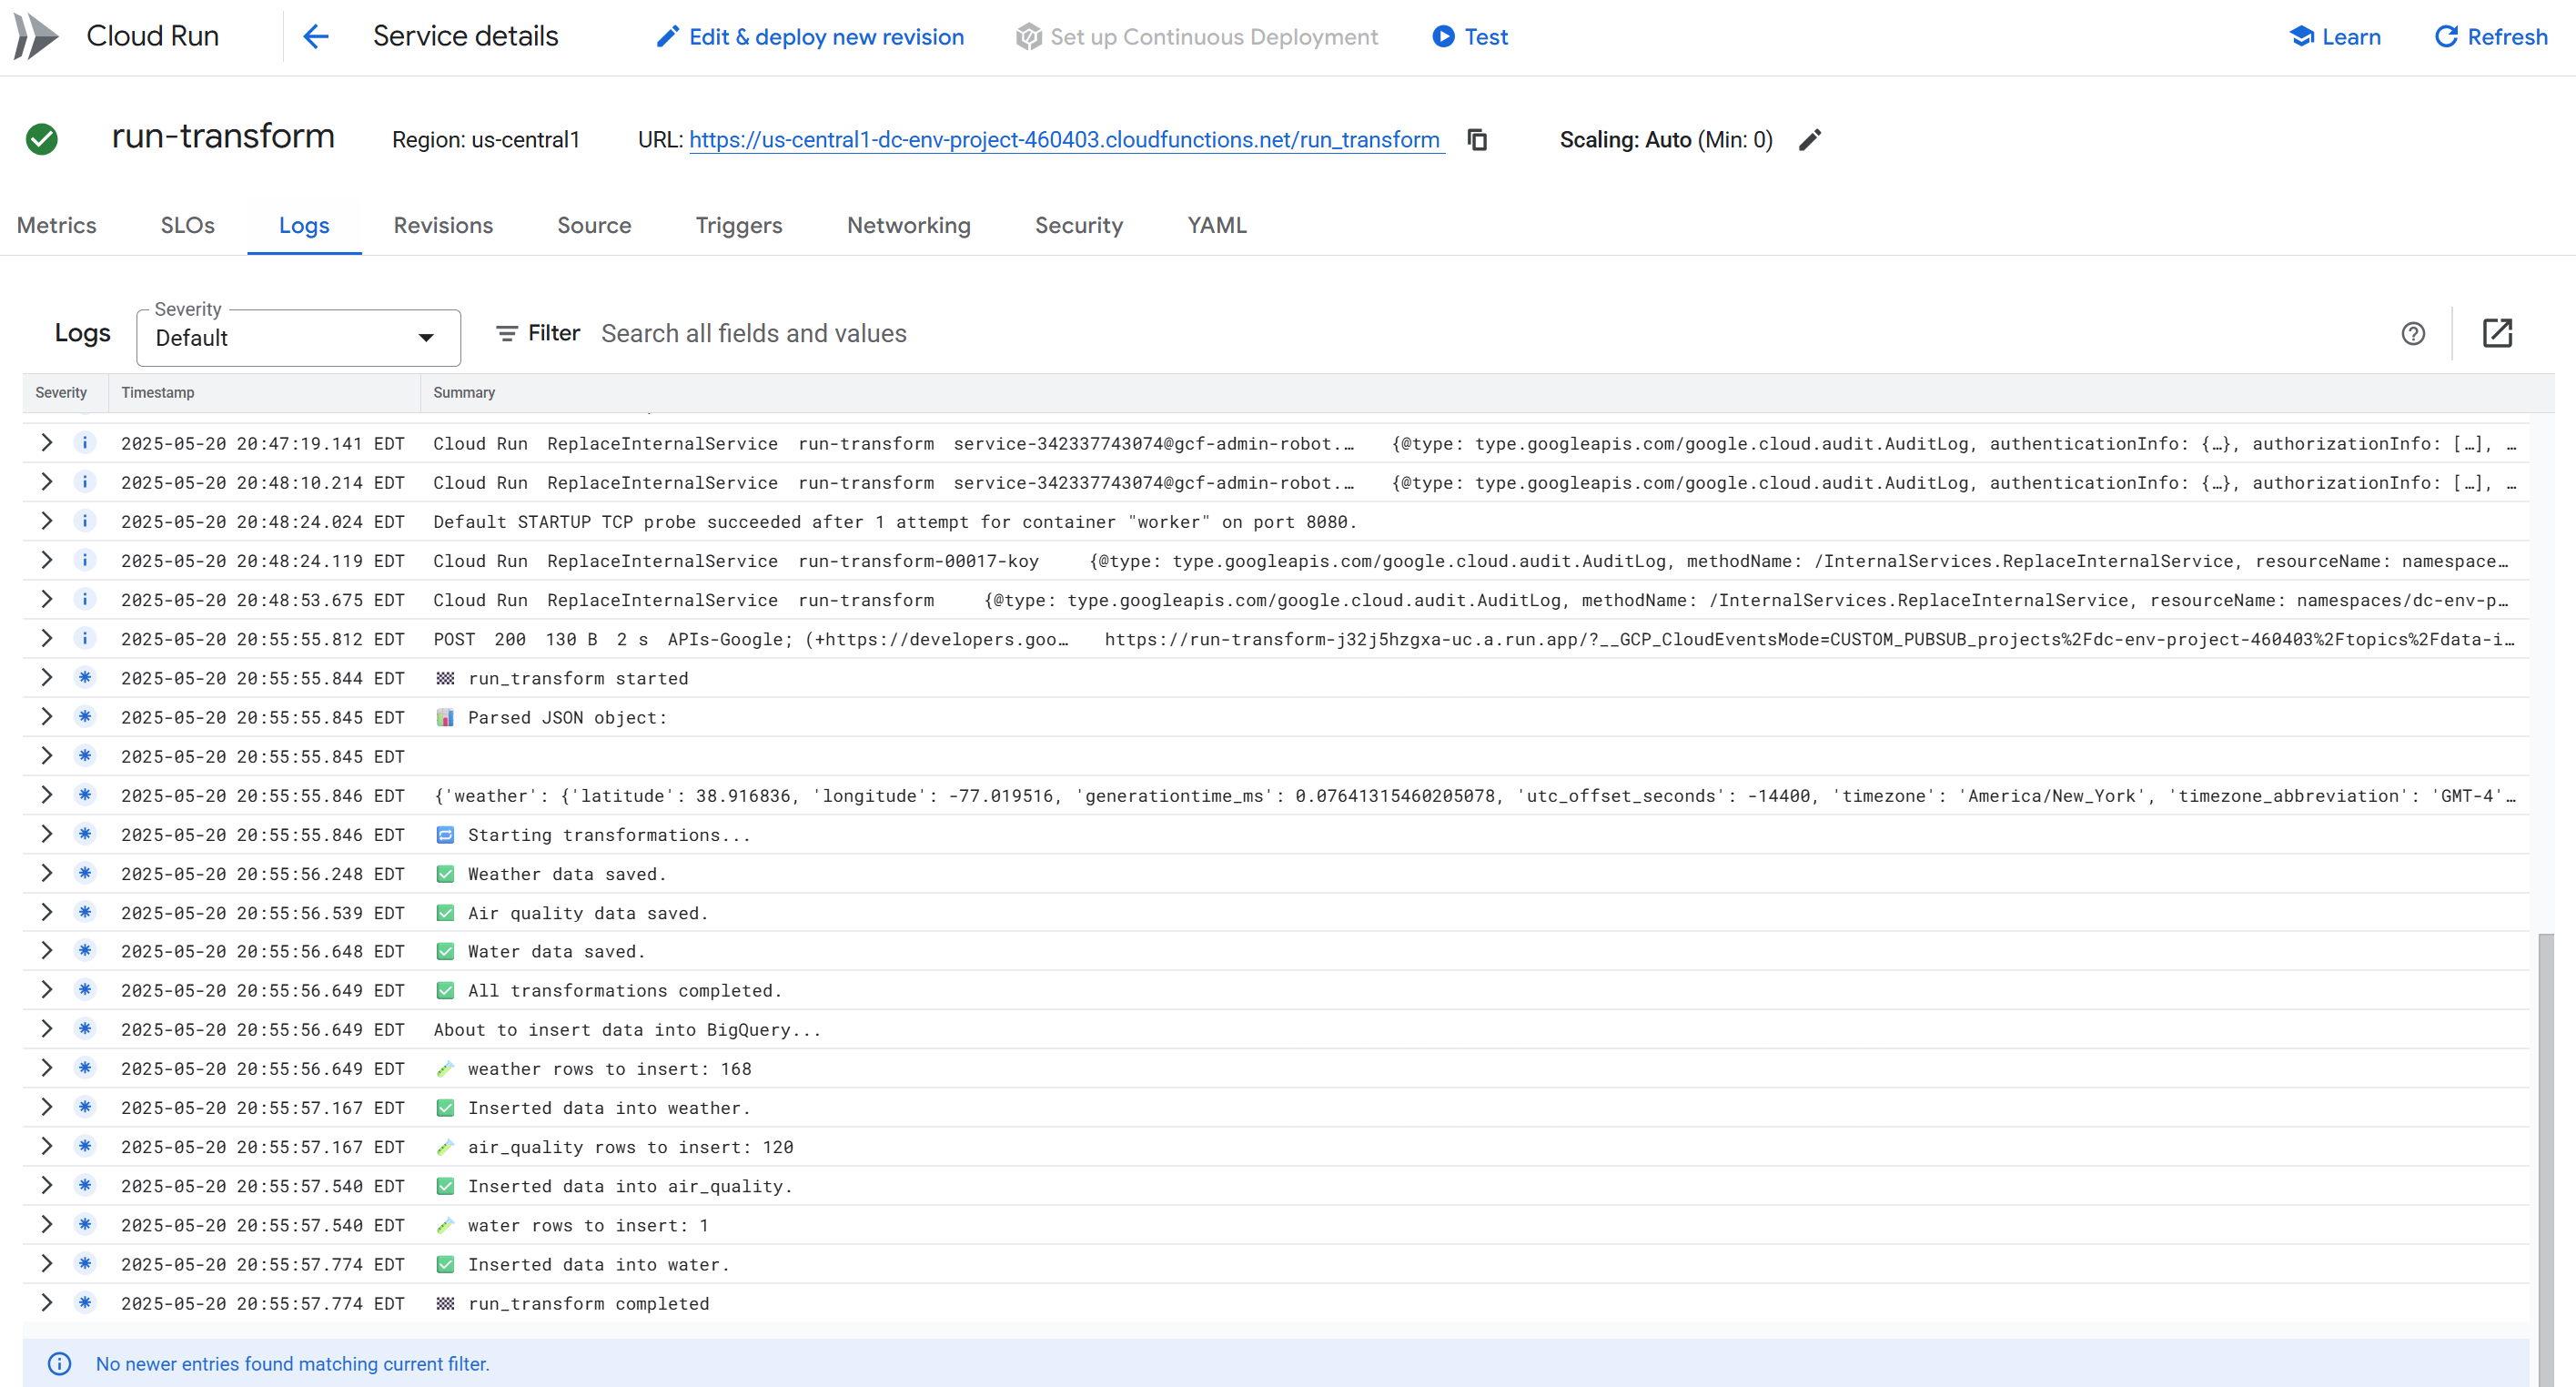 Cloud Run Service details Edit & deploy new revision Set up Continuous Deployment Test Learn Refresh
run-transform Region: us-central1 URL: https://us-central1-dc-env-project-460403.cloudfunctions.net/run_transform Scaling: Auto (Min: 0)
Metrics SLOs Logs Revisions Source Triggers Networking Security YAML
Severity
Logs Default Filter Search all fields and values
Severity Timestamp Summary
2025-05-20 20:47:19.141 EDT Cloud Run ReplaceInternalService run-transform service-342337743074@gcf-admin-robot.… {@type: type.googleapis.com/google.cloud.audit.AuditLog, authenticationInfo: {…}, authorizationInfo: […], …
2025-05-20 20:48:10.214 EDT Cloud Run ReplaceInternalService run-transform service-342337743074@gcf-admin-robot.… {@type: type.googleapis.com/google.cloud.audit.AuditLog, authenticationInfo: {…}, authorizationInfo: […], …
2025-05-20 20:48:24.024 EDT Default STARTUP TCP probe succeeded after 1 attempt for container "worker" on port 8080.
2025-05-20 20:48:24.119 EDT Cloud Run ReplaceInternalService run-transform-00017-koy {@type: type.googleapis.com/google.cloud.audit.AuditLog, methodName: /InternalServices.ReplaceInternalService, resourceName: namespace…
2025-05-20 20:48:53.675 EDT Cloud Run ReplaceInternalService run-transform {@type: type.googleapis.com/google.cloud.audit.AuditLog, methodName: /InternalServices.ReplaceInternalService, resourceName: namespaces/dc-env-p…
2025-05-20 20:55:55.812 EDT POST 200 130 B 2 s APIs-Google; (+https://developers.goo… https://run-transform-j32j5hzgxa-uc.a.run.app/?__GCP_CloudEventsMode=CUSTOM_PUBSUB_projects%2Fdc-env-project-460403%2Ftopics%2Fdata-i…
2025-05-20 20:55:55.844 EDT 🏁 run_transform started
2025-05-20 20:55:55.845 EDT 📊 Parsed JSON object:
2025-05-20 20:55:55.845 EDT
2025-05-20 20:55:55.846 EDT {'weather': {'latitude': 38.916836, 'longitude': -77.019516, 'generationtime_ms': 0.07641315460205078, 'utc_offset_seconds': -14400, 'timezone': 'America/New_York', 'timezone_abbreviation': 'GMT-4'…
2025-05-20 20:55:55.846 EDT 🔁 Starting transformations...
2025-05-20 20:55:56.248 EDT ✅ Weather data saved.
2025-05-20 20:55:56.539 EDT ✅ Air quality data saved.
2025-05-20 20:55:56.648 EDT ✅ Water data saved.
2025-05-20 20:55:56.649 EDT ✅ All transformations completed.
2025-05-20 20:55:56.649 EDT About to insert data into BigQuery...
2025-05-20 20:55:56.649 EDT 🧪 weather rows to insert: 168
2025-05-20 20:55:57.167 EDT ✅ Inserted data into weather.
2025-05-20 20:55:57.167 EDT 🧪 air_quality rows to insert: 120
2025-05-20 20:55:57.540 EDT ✅ Inserted data into air_quality.
2025-05-20 20:55:57.540 EDT 🧪 water rows to insert: 1
2025-05-20 20:55:57.774 EDT ✅ Inserted data into water.
2025-05-20 20:55:57.774 EDT 🏁 run_transform completed
No newer entries found matching current filter.